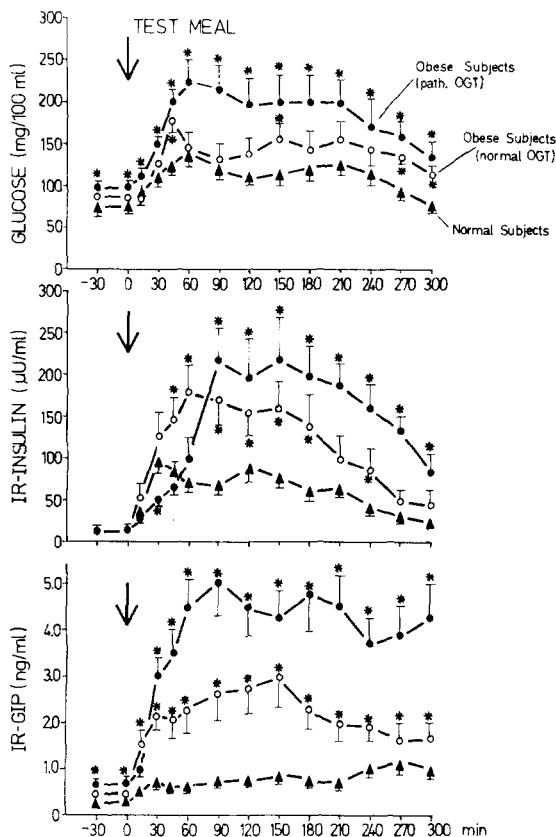 TEST MEAL
GLUCOSE (mg/100 ml)
300
250
200
150
100
50
0
Obese Subjects
(path. OGT)
Obese Subjects
(normal OGT)
Normal Subjects
-30 0 30 60 90 120 150 180 210 240 270 300
IR-INSULIN (µU/ml)
300
250
200
150
100
50
0
-30 0 30 60 90 120 150 180 210 240 270 300
IR-GIP (ng/ml)
5.0
4.0
3.0
2.0
1.0
0
-30 0 30 60 90 120 150 180 210 240 270 300 min